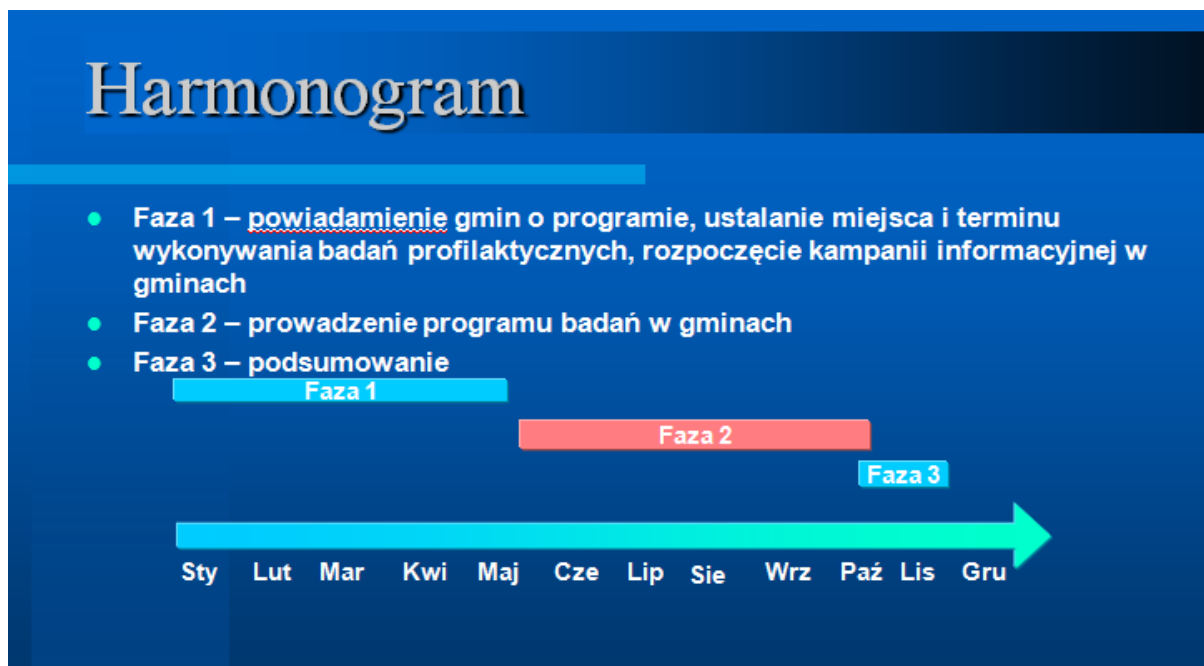 Harmonogram
Faza 1 – powiadamienie gmin o programie, ustalanie miejsca i terminu
wykonywania badań profilaktycznych, rozpoczęcie kampanii informacyjnej w
gminach
Faza 2 – prowadzenie programu badań w gminach
Faza 3 – podsumowanie
Faza 1
Faza 2
Faza 3
Sty Lut Mar Kwi Maj Cze Lip Sie Wrz Paź Lis Gru